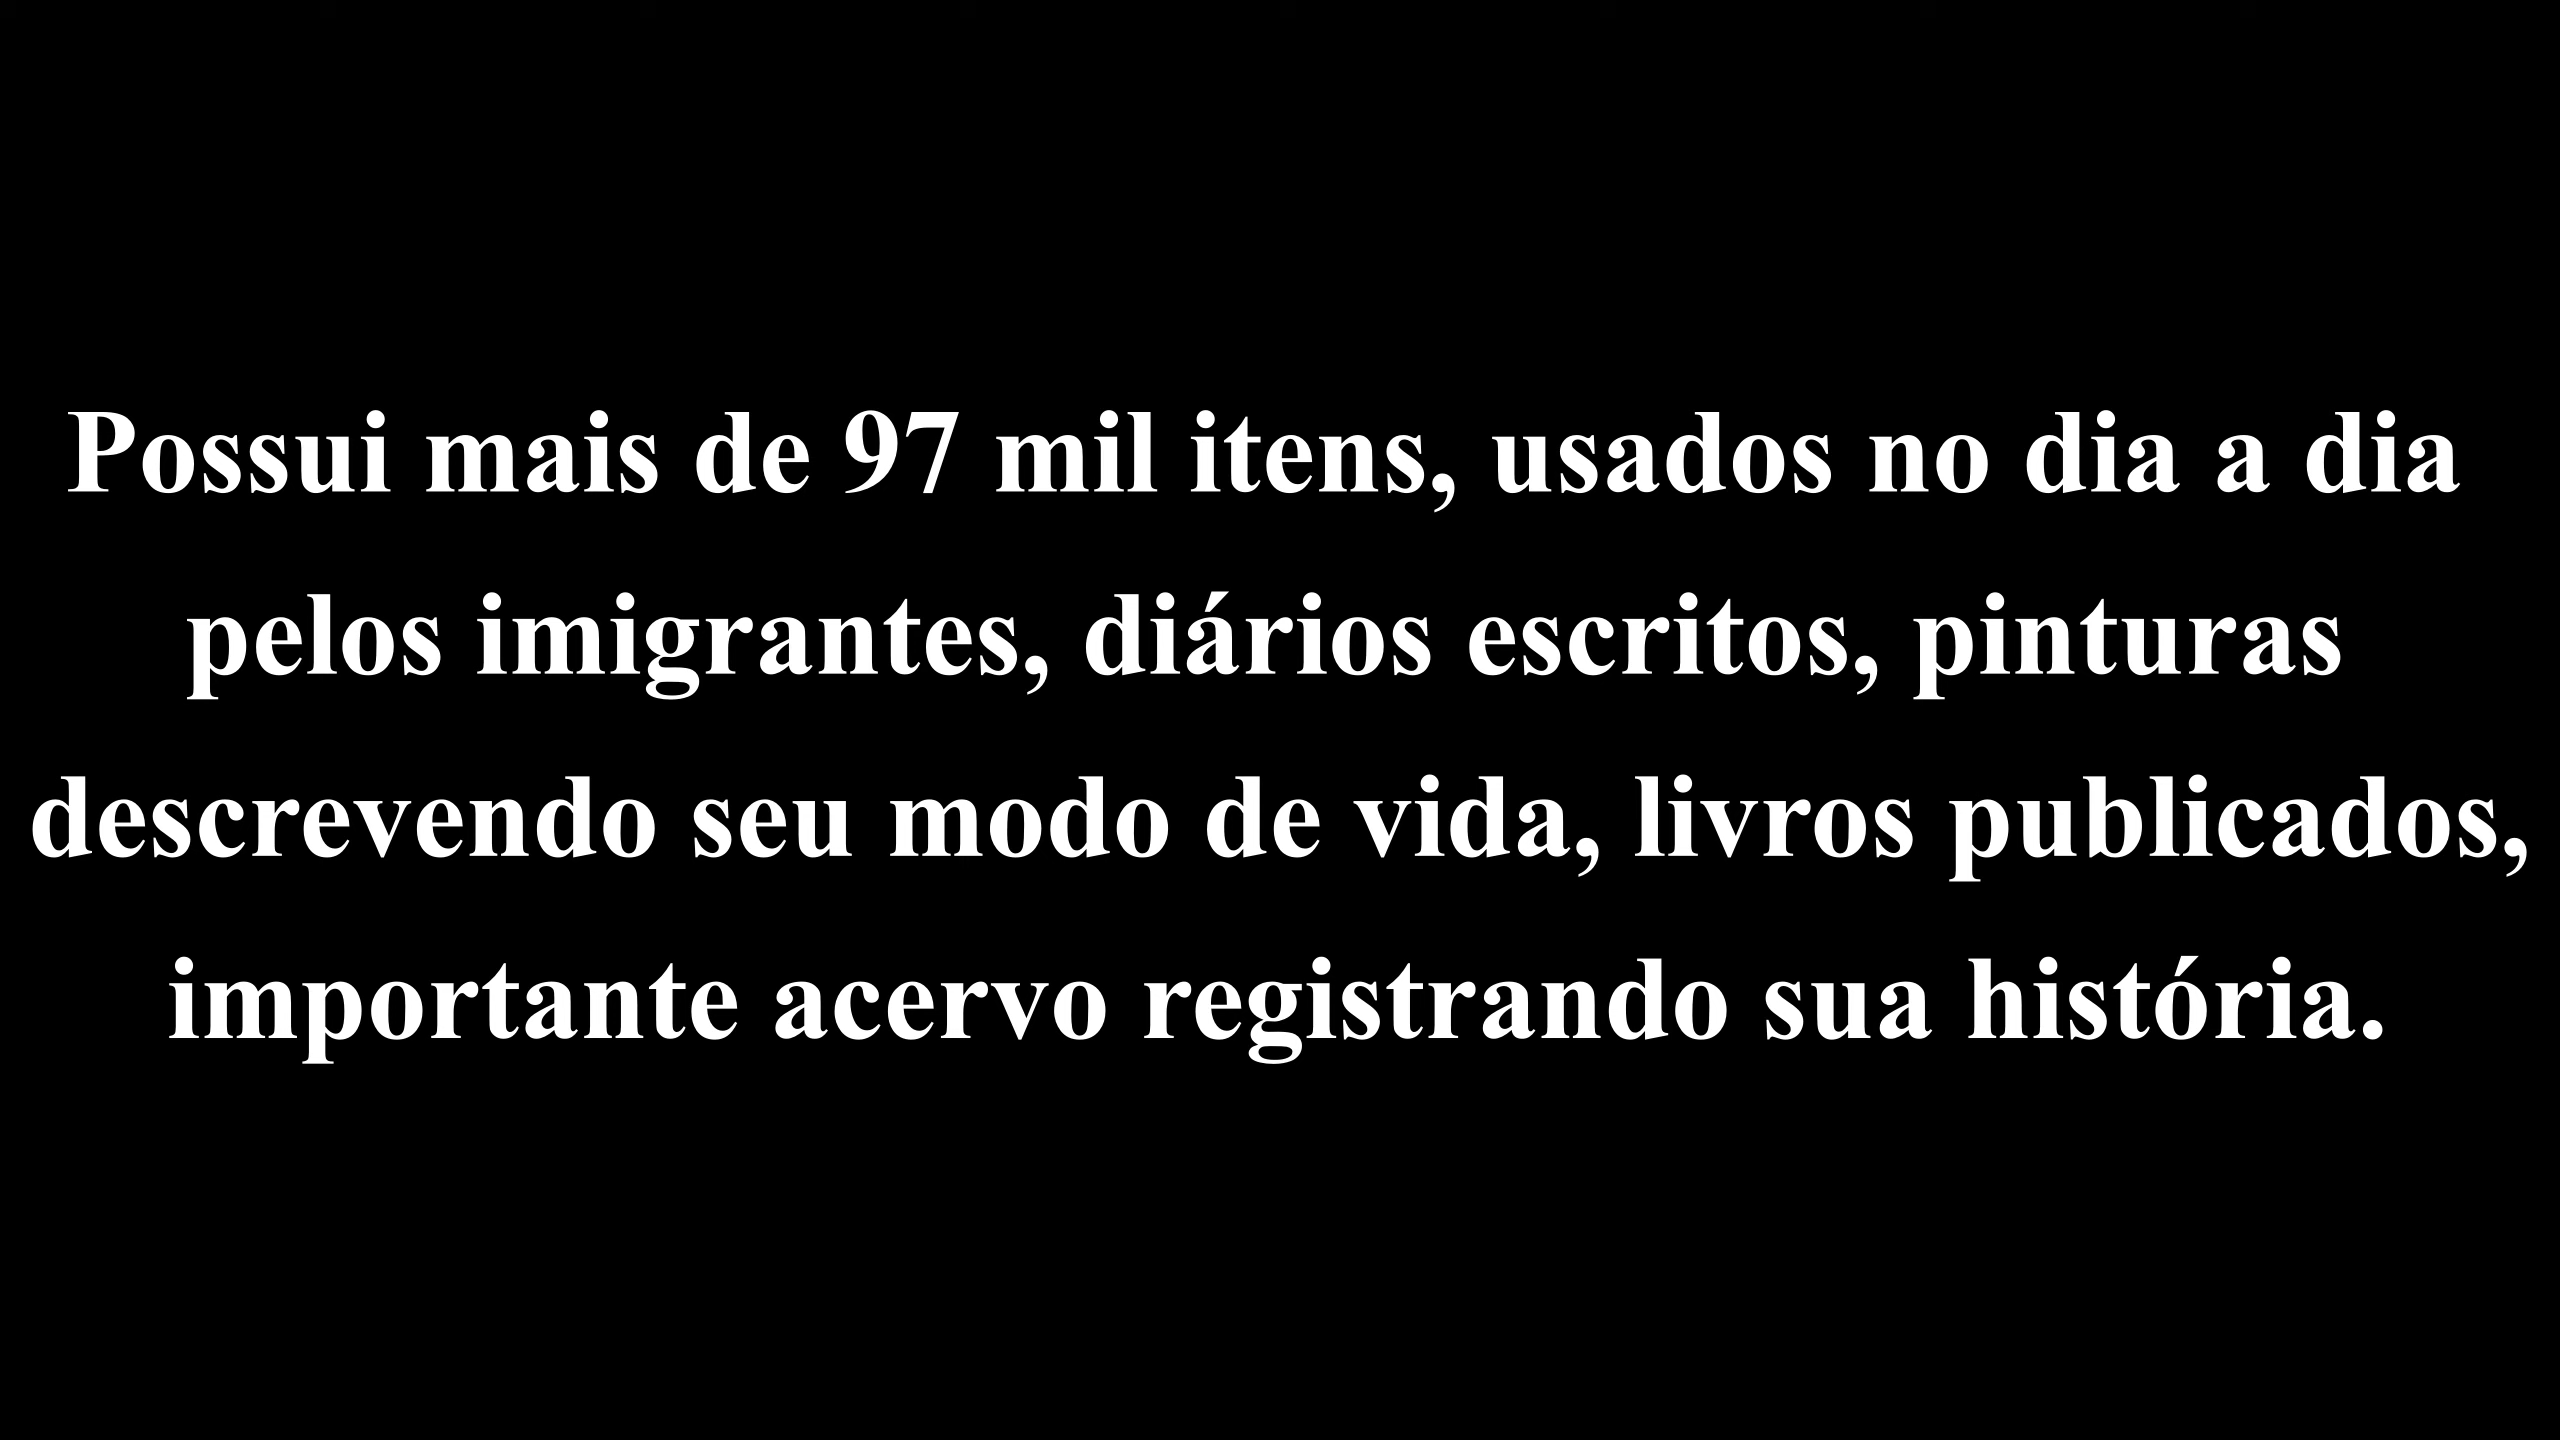 Possui mais de 97 mil itens, usados no dia a dia
pelos imigrantes, diários escritos, pinturas
descrevendo seu modo de vida, livros publicados,
importante acervo registrando sua história.